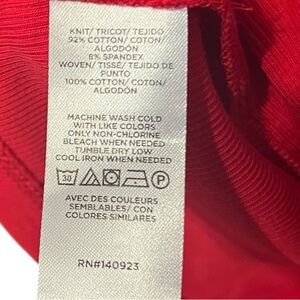 KNIT/ TRICOT/ TEJIDO
92% COTTON/ COTON/
ALGODÓN
8% SPANDEX
WOVEN/ TISSÉ/ TEJIDO DE
PUNTO
100% COTTON/ COTON/
ALGODÓN
MACHINE WASH COLD
WITH LIKE COLORS
ONLY NON-CHLORINE
BLEACH WHEN NEEDED
TUMBLE DRY LOW
COOL IRON WHEN NEEDED
30 P
AVEC DES COULEURS
SEMBLABLES/ CON
COLORES SIMILARES
RN#140923